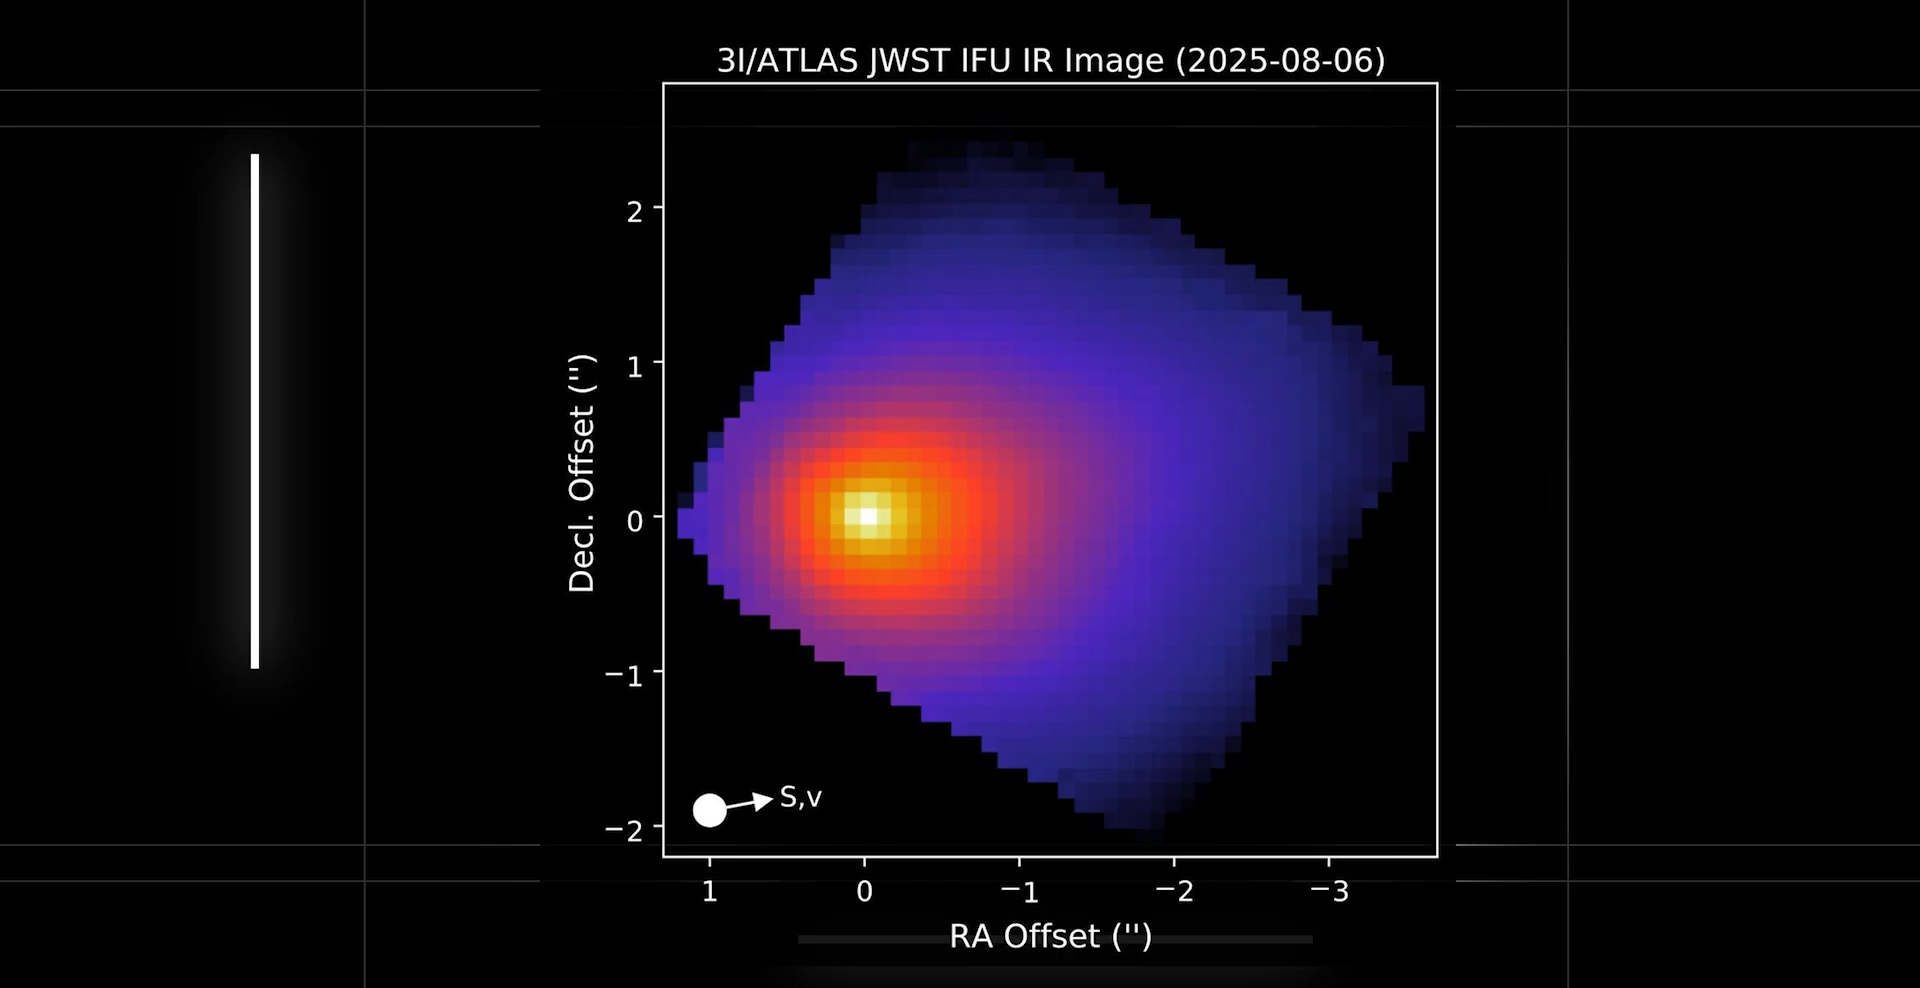 3I/ATLAS JWST IFU IR Image (2025-08-06)
2
1
0
−1
−2
Decl. Offset ('')
S,v
1 0 −1 −2 −3
RA Offset ('')